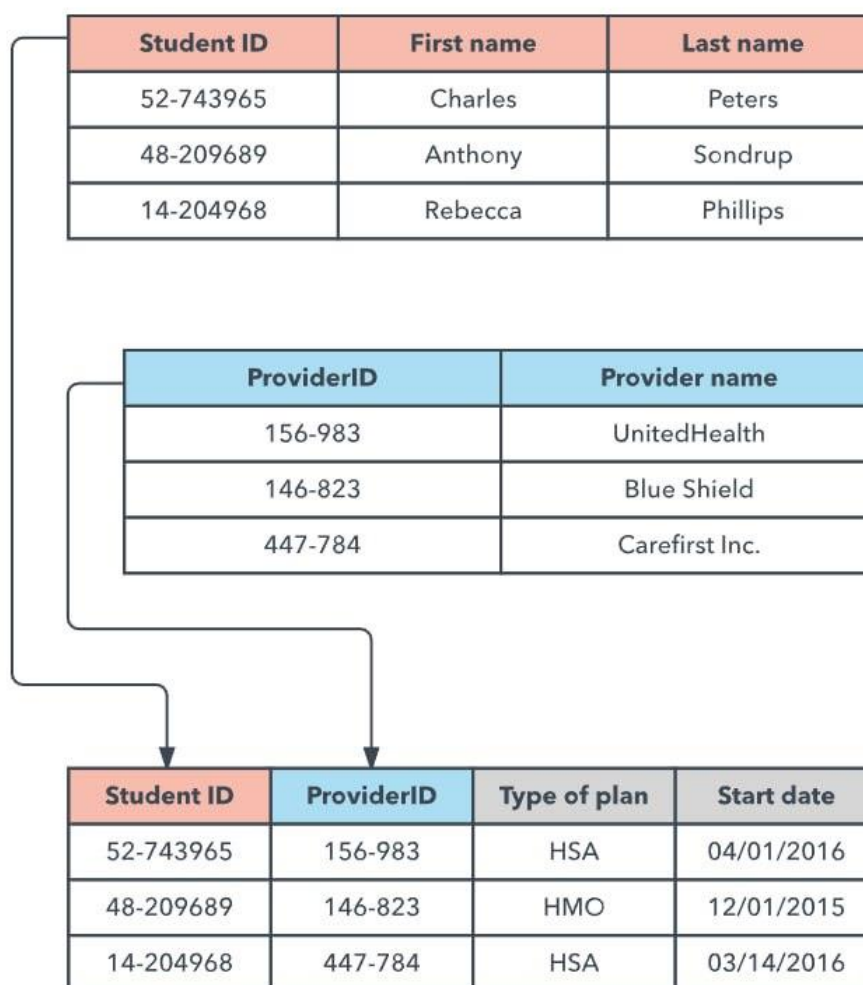 Student ID First name Last name
52-743965 Charles Peters
48-209689 Anthony Sondrup
14-204968 Rebecca Phillips
ProviderID Provider name
156-983 UnitedHealth
146-823 Blue Shield
447-784 Carefirst Inc.
Student ID ProviderID Type of plan Start date
52-743965 156-983 HSA 04/01/2016
48-209689 146-823 HMO 12/01/2015
14-204968 447-784 HSA 03/14/2016